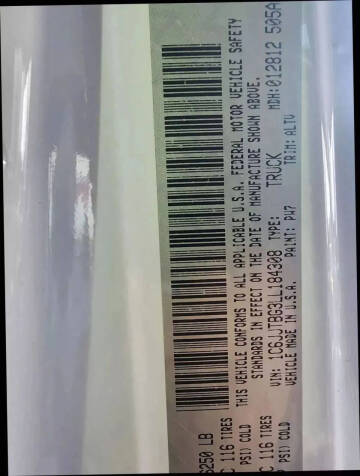 6250 LB
C 116 TIRES
PSI) COLD
THIS VEHICLE CONFORMS TO ALL APPLICABLE U.S.A. FEDERAL MOTOR VEHICLE SAFETY
STANDARDS IN EFFECT ON THE DATE OF MANUFACTURE SHOWN ABOVE.
VIN: 1C6JJTBG3LL184308 TYPE: TRUCK MDH:012812 505A
VEHICLE MADE IN U.S.A. PAINT: PW7 TRIM: ALTV
C 116 TIRES
PSI) COLD